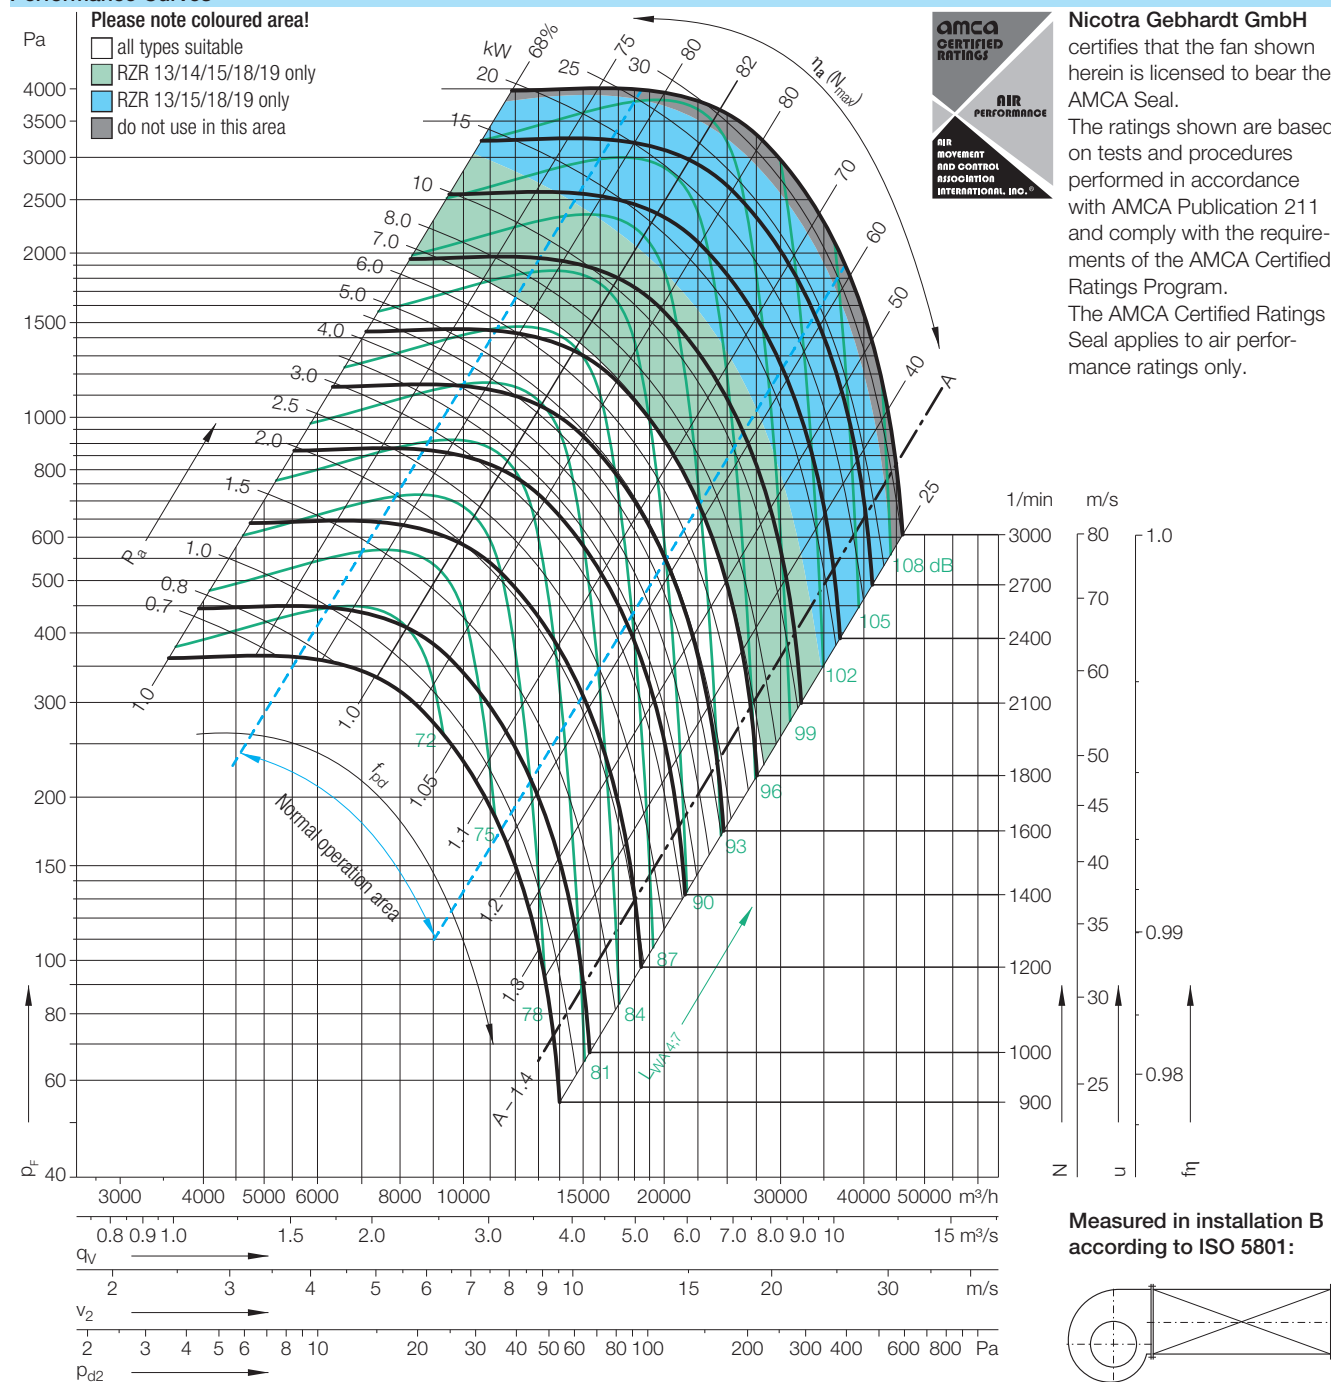 Please note coloured area!
all types suitable
RZR 13/14/15/18/19 only
RZR 13/15/18/19 only
do not use in this area
Pa
4000
3500
3000
2500
2000
1500
1000
800
600
500
400
300
200
150
100
80
60
40
pF
kW
20
15
10
8.0
7.0
6.0
5.0
4.0
3.0
2.5
2.0
1.5
1.0
0.8
0.7
25
30
68%
75
80
82
80
70
60
50
40
25
ηa (Nmax)
A
Pa
1.0
1.0
1.05
1.1
1.2
1.3
A – 1.4
fpd
Normal operation area
72
75
78
81
84
87
90
93
96
99
102
105
108 dB
LWA 4;7
1/min
3000
2700
2400
2100
1800
1600
1400
1200
1000
900
N
m/s
80
70
60
50
45
40
35
30
25
u
1.0
0.99
0.98
fη
3000 4000 5000 6000 8000 10000 15000 20000 30000 40000 50000 m³/h
0.8 0.9 1.0 1.5 2.0 3.0 4.0 5.0 6.0 7.0 8.0 9.0 10 15 m³/s
qV
2 3 4 5 6 7 8 9 10 15 20 30 m/s
v2
2 3 4 5 6 8 10 20 30 40 50 60 80 100 200 300 400 600 800 Pa
pd2
amca
CERTIFIED
RATINGS
AIR
PERFORMANCE
AIR
MOVEMENT
AND CONTROL
ASSOCIATION
INTERNATIONAL, INC.®
Nicotra Gebhardt GmbH
certifies that the fan shown
herein is licensed to bear the
AMCA Seal.
The ratings shown are based
on tests and procedures
performed in accordance
with AMCA Publication 211
and comply with the require-
ments of the AMCA Certified
Ratings Program.
The AMCA Certified Ratings
Seal applies to air perfor-
mance ratings only.
Measured in installation B
according to ISO 5801: